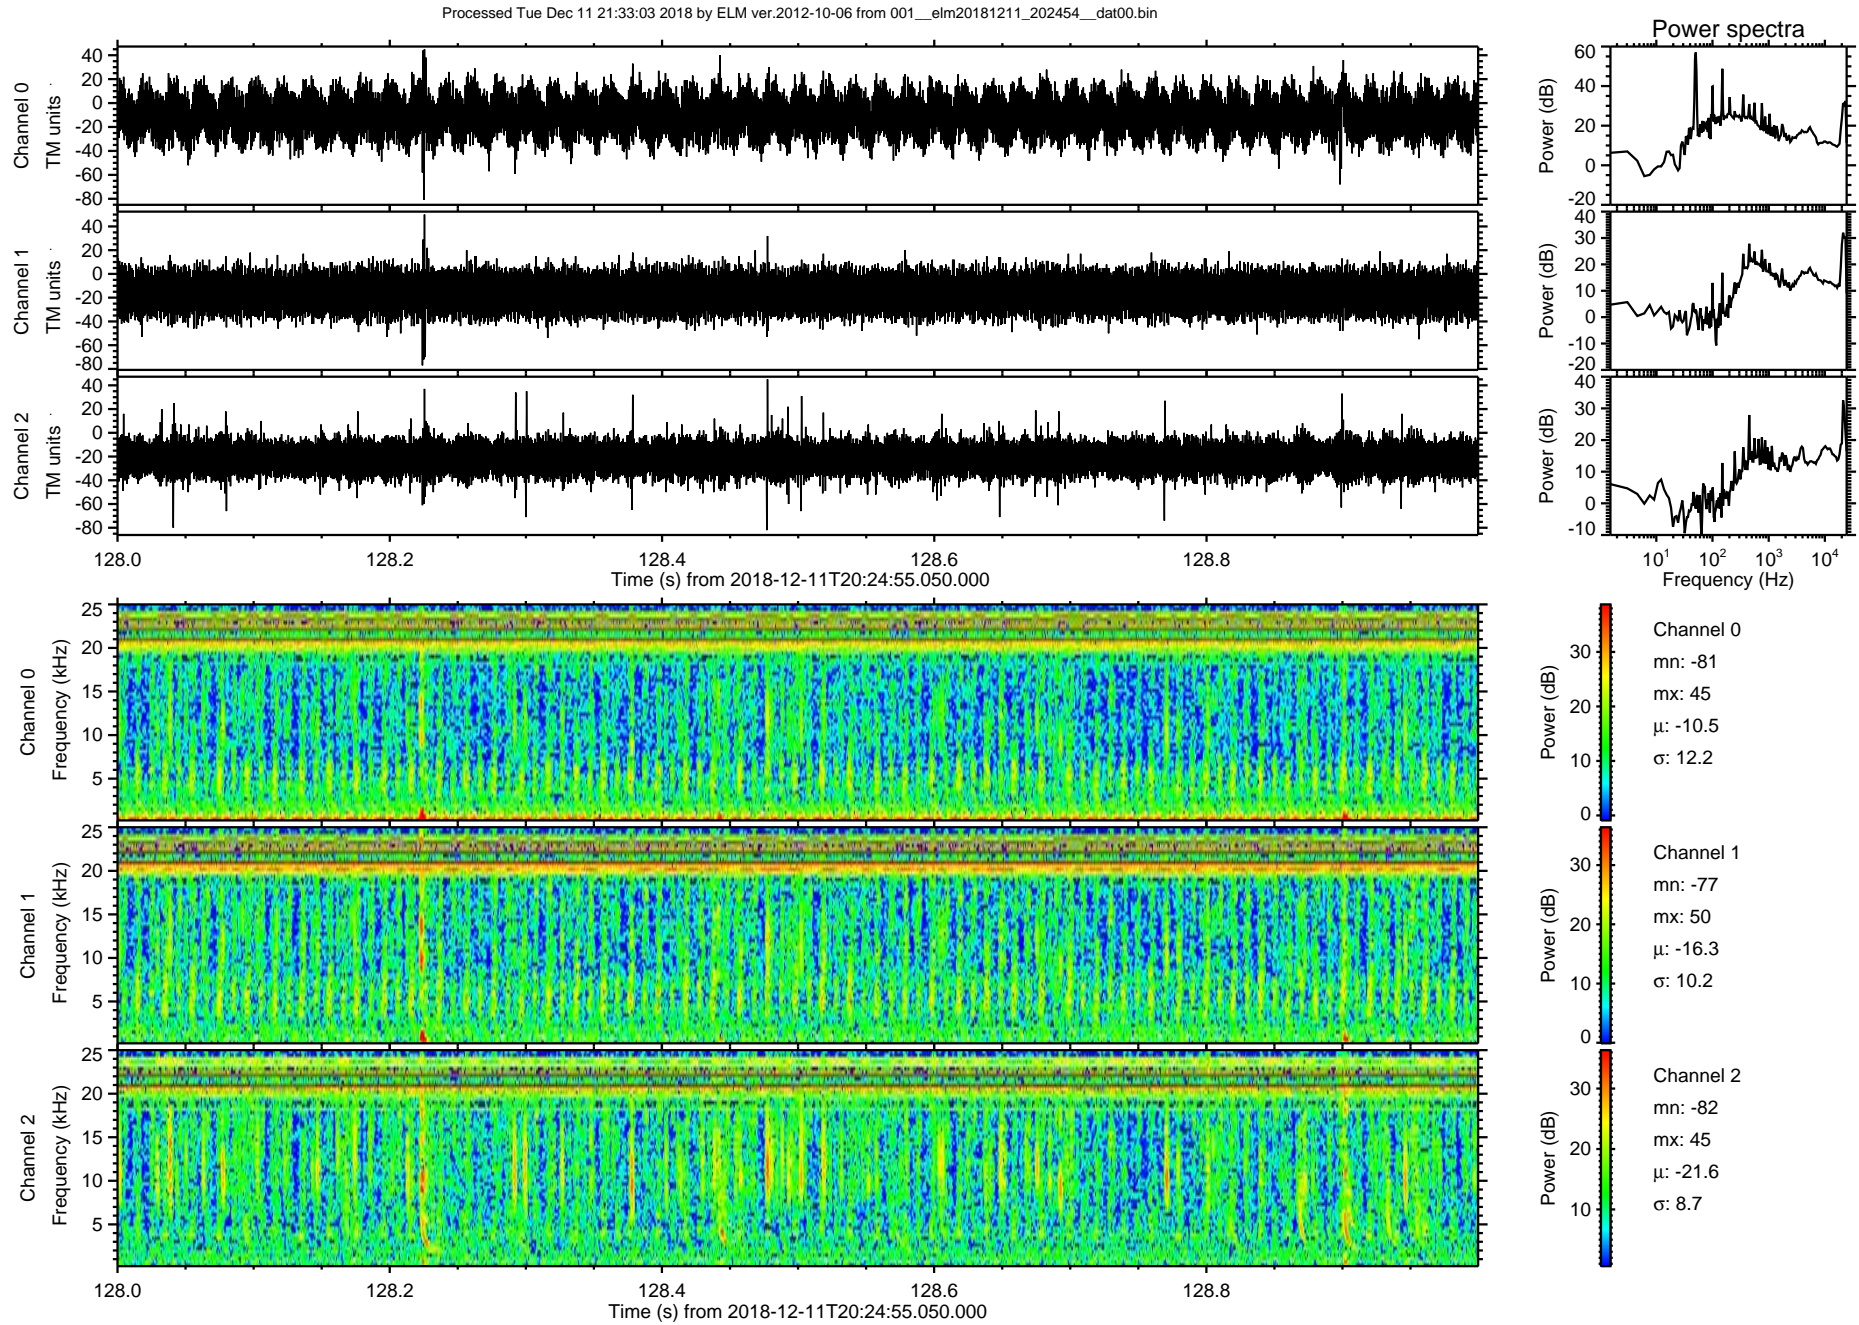 Processed Tue Dec 11 21:33:03 2018 by ELM ver.2012-10-06 from 001__elm20181211_202454__dat00.bin
Power spectra
Channel 0
TM units
40
20
0
-20
-40
-60
-80
Power (dB)
60
40
20
0
-20
Channel 1
TM units
40
20
0
-20
-40
-60
-80
Power (dB)
40
30
20
10
0
-10
-20
Channel 2
TM units
40
20
0
-20
-40
-60
-80
Power (dB)
40
30
20
10
0
-10
128.0 128.2 128.4 128.6 128.8
Time (s) from 2018-12-11T20:24:55.050.000
10^1 10^2 10^3 10^4
Frequency (Hz)
Channel 0
Frequency (kHz)
25
20
15
10
5
Power (dB)
30
20
10
0
Channel 0
mn: -81
mx: 45
µ: -10.5
σ: 12.2
Channel 1
Frequency (kHz)
25
20
15
10
5
Power (dB)
30
20
10
0
Channel 1
mn: -77
mx: 50
µ: -16.3
σ: 10.2
Channel 2
Frequency (kHz)
25
20
15
10
5
Power (dB)
30
20
10
Channel 2
mn: -82
mx: 45
µ: -21.6
σ: 8.7
128.0 128.2 128.4 128.6 128.8
Time (s) from 2018-12-11T20:24:55.050.000